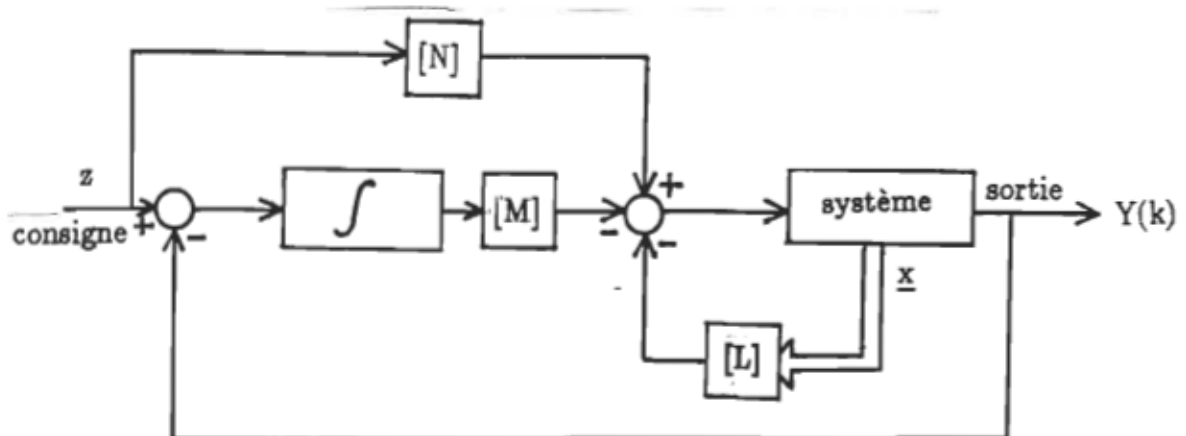 [N]
z
consigne
+
-
∫
[M]
+
-
-
système
sortie
Y(k)
x
[L]